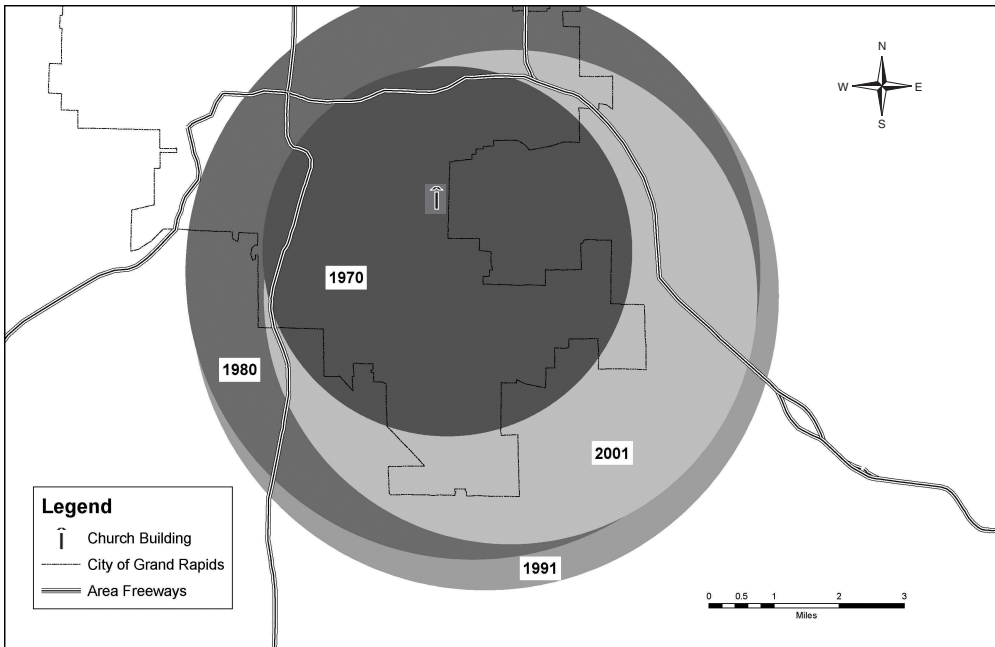 N
W E
S
1970
1980
2001
1991
Legend
Church Building
City of Grand Rapids
Area Freeways
0 0.5 1 2 3
Miles